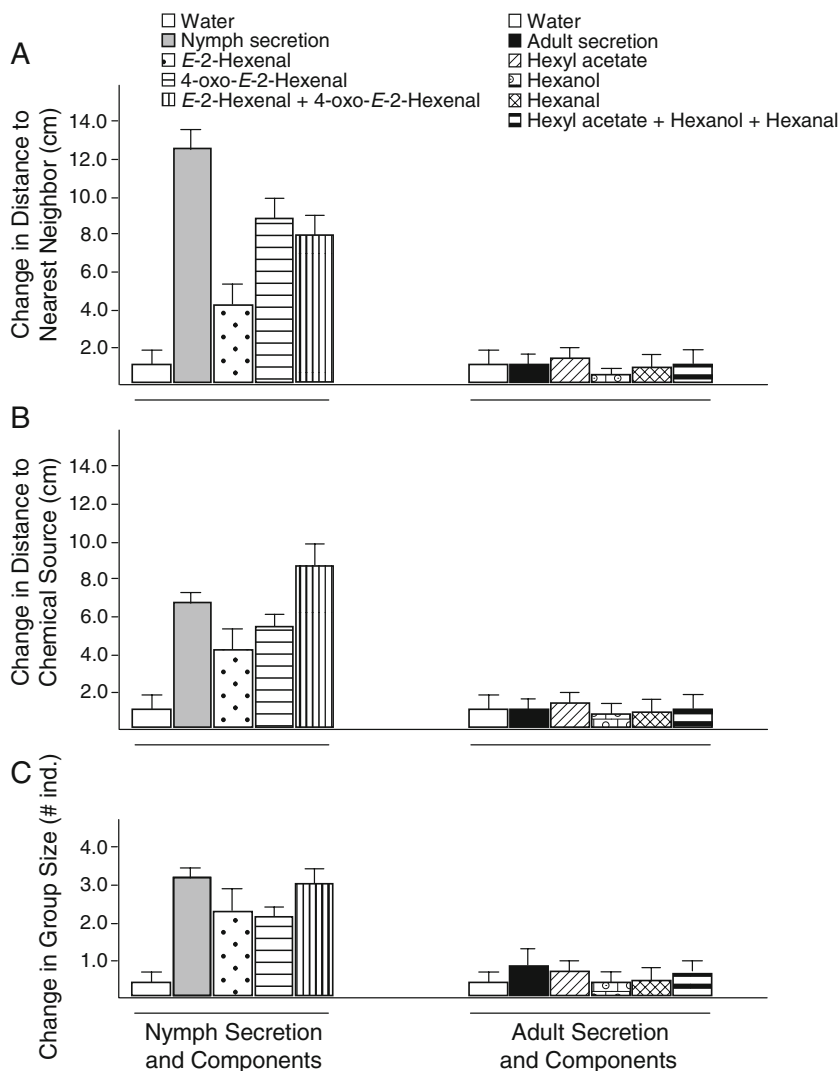 Water
Nymph secretion
E-2-Hexenal
4-oxo-E-2-Hexenal
E-2-Hexenal + 4-oxo-E-2-Hexenal
Water
Adult secretion
Hexyl acetate
Hexanol
Hexanal
Hexyl acetate + Hexanol + Hexanal
A
Change in Distance to
Nearest Neighbor (cm)
14.0
12.0
10.0
8.0
6.0
4.0
2.0
B
Change in Distance to
Chemical Source (cm)
14.0
12.0
10.0
8.0
6.0
4.0
2.0
C
Change in Group Size (# ind.)
4.0
3.0
2.0
1.0
Nymph Secretion
and Components
Adult Secretion
and Components